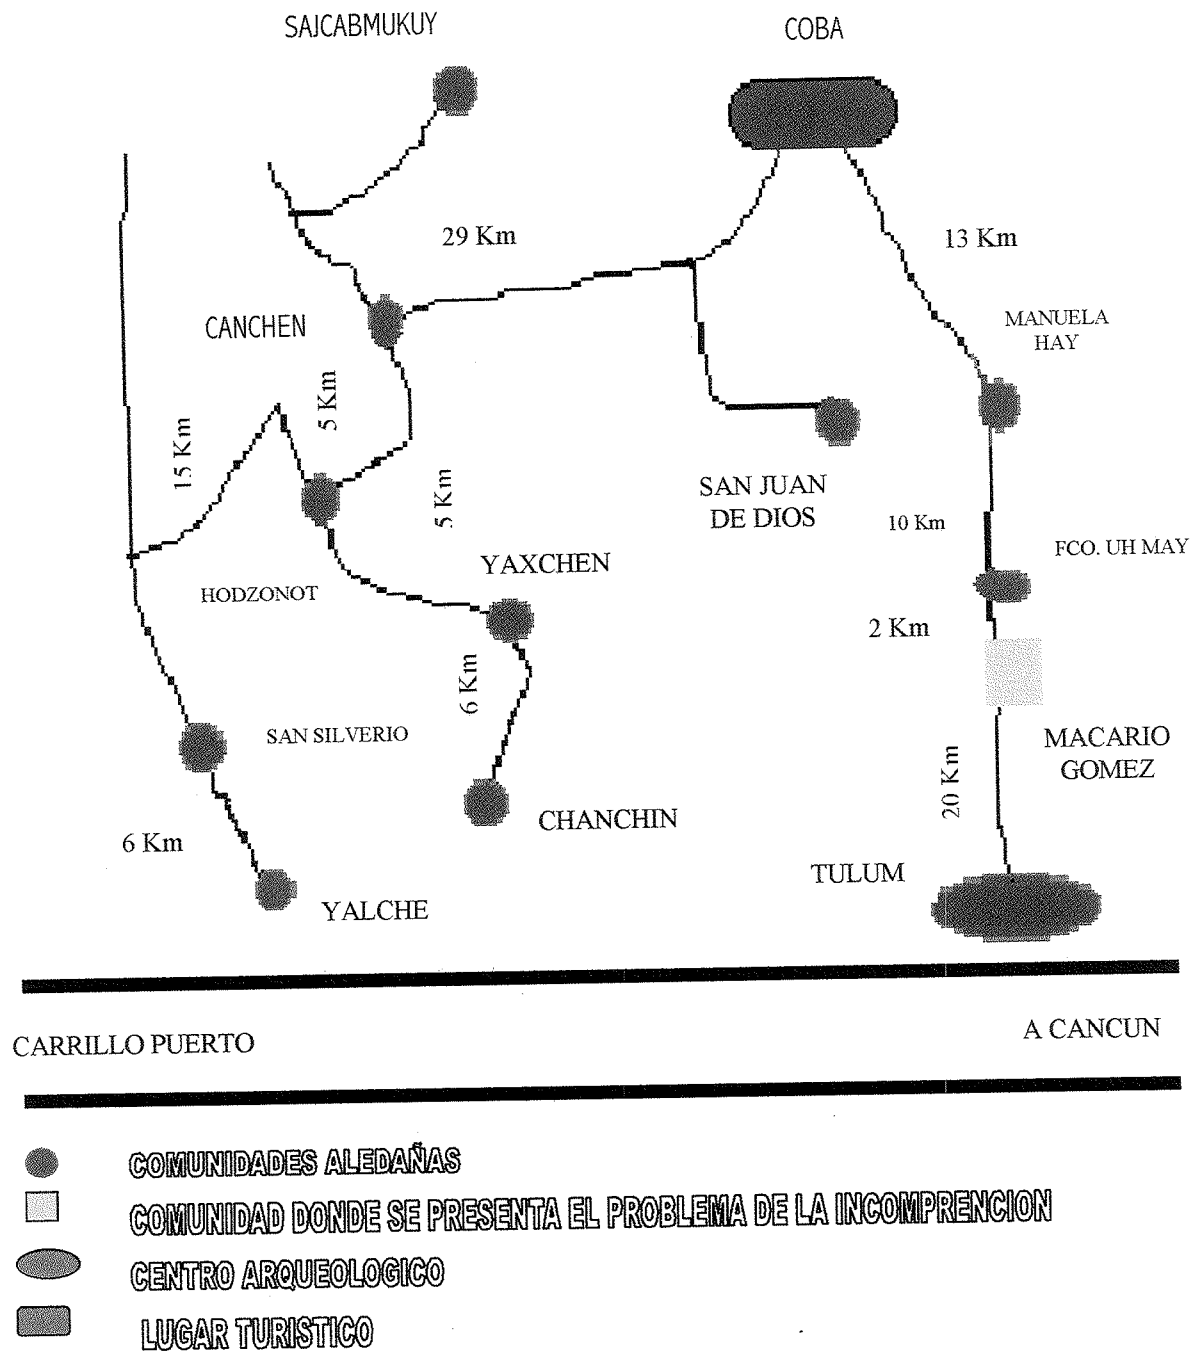 SAJCABMUKUY
COBA
29 Km
13 Km
CANCHEN
MANUELA
HAY
5 Km
15 Km
5 Km
SAN JUAN
DE DIOS
10 Km
FCO. UH MAY
YAXCHEN
HODZONOT
2 Km
6 Km
SAN SILVERIO
MACARIO
GOMEZ
20 Km
CHANCHIN
6 Km
TULUM
YALCHE
CARRILLO PUERTO
A CANCUN
COMUNIDADES ALEDAÑAS
COMUNIDAD DONDE SE PRESENTA EL PROBLEMA DE LA INCOMPRENCION
CENTRO ARQUEOLOGICO
LUGAR TURISTICO